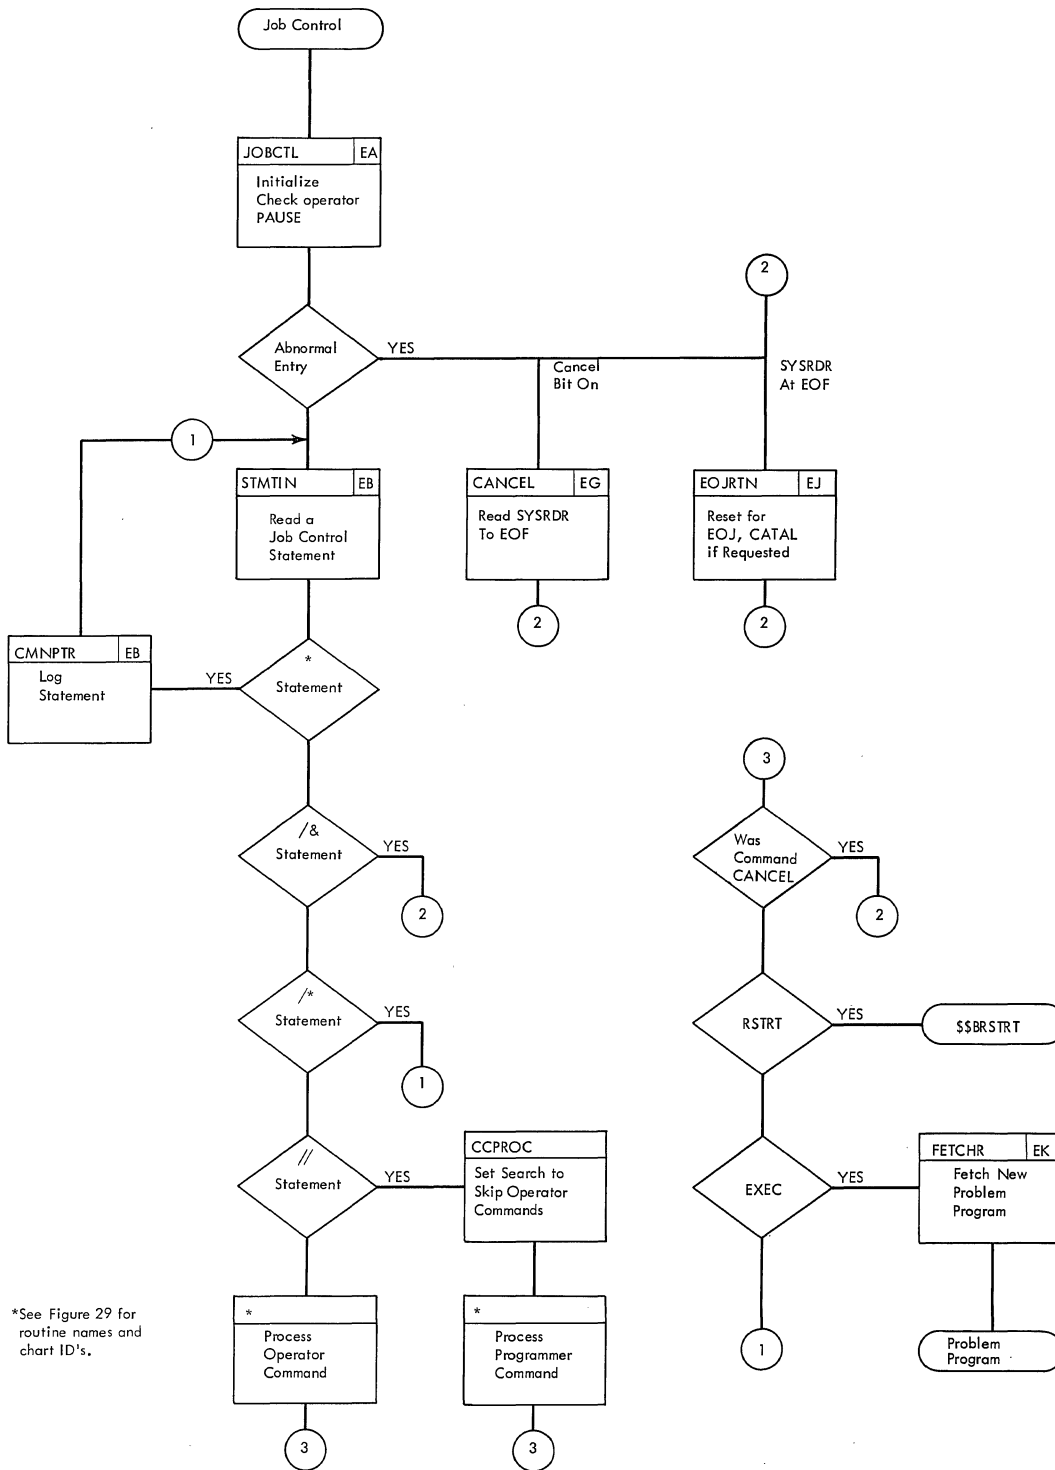 Job Control
JOBCTL EA
Initialize
Check operator
PAUSE
2
Abnormal
Entry
YES
Cancel
Bit On
SYSRDR
At EOF
1
STMTIN EB
Read a
Job Control
Statement
CANCEL EG
Read SYSRDR
To EOF
EOJRTN EJ
Reset for
EOJ, CATAL
if Requested
2
2
CMNPTR EB
Log
Statement
YES
*
Statement
3
/&
Statement
YES
2
Was
Command
CANCEL
YES
2
/*
Statement
YES
1
RSTRT
YES
$$BRSTRT
//
Statement
YES
CCPROC
Set Search to
Skip Operator
Commands
EXEC
YES
FETCHR EK
Fetch New
Problem
Program
*See Figure 29 for
routine names and
chart ID's.
*
Process
Operator
Command
*
Process
Programmer
Command
1
Problem
Program
3
3